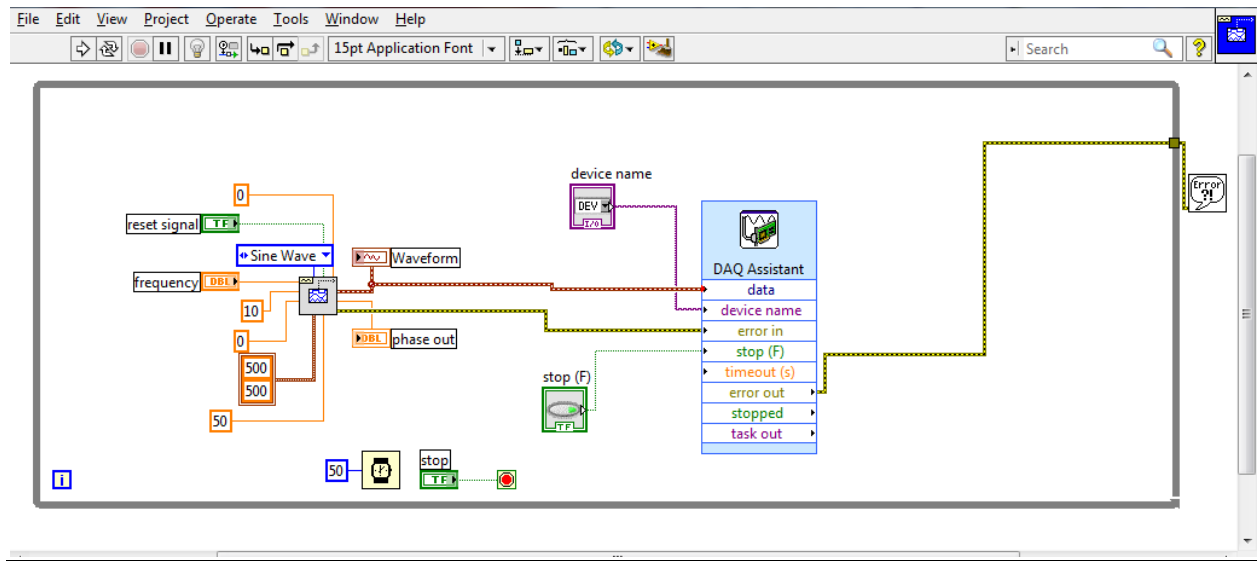 File Edit View Project Operate Tools Window Help
15pt Application Font
Search
device name
0
DEV
I/O
reset signal TF
Sine Wave
Waveform
DAQ Assistant
frequency DBL
data
10
device name
0
DBL phase out
error in
500
stop (F)
500
stop (F)
timeout (s)
50
TF
error out
stopped
task out
50
stop
TF
i
Error
?!